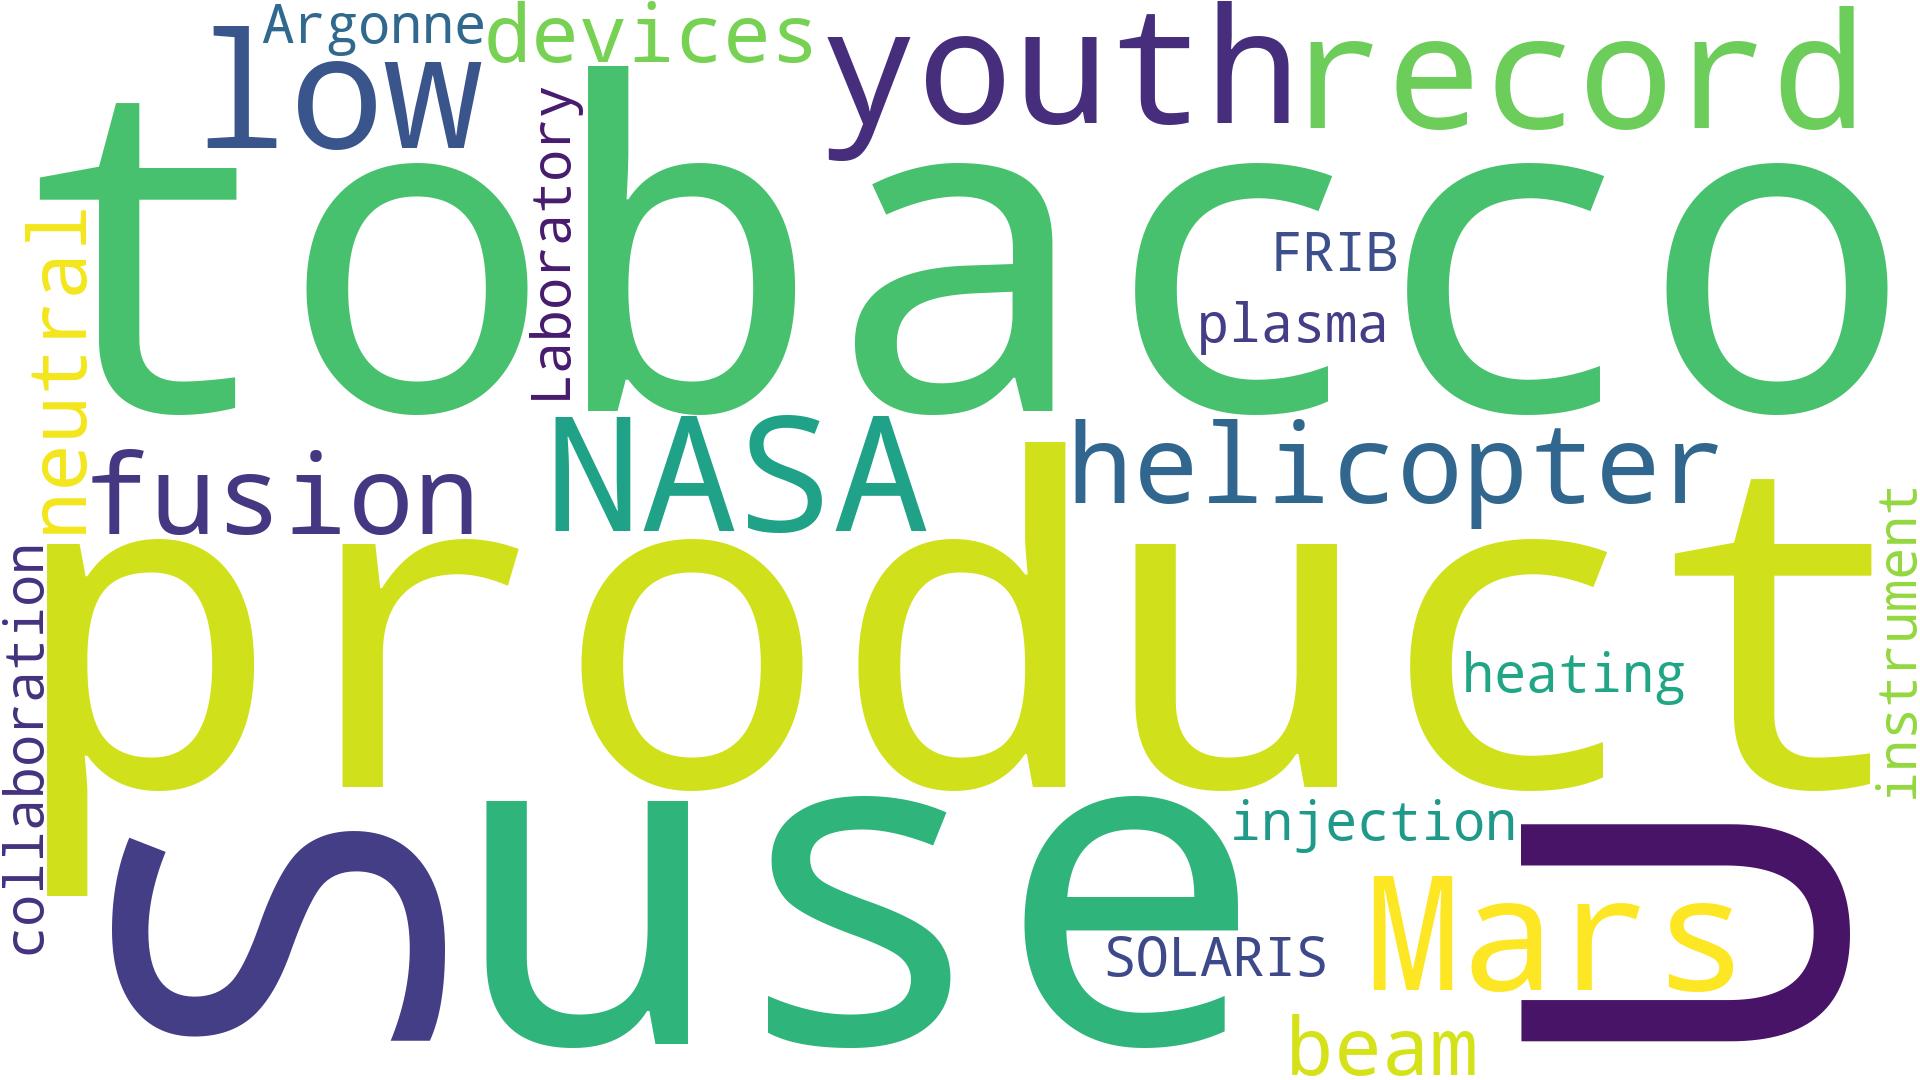 Argonne
devices
low
youth
record
tobacco
Laboratory
neutral
FRIB
plasma
fusion
NASA
helicopter
product
collaboration
instrument
heating
S
use
injection
U
Mars
SOLARIS
beam